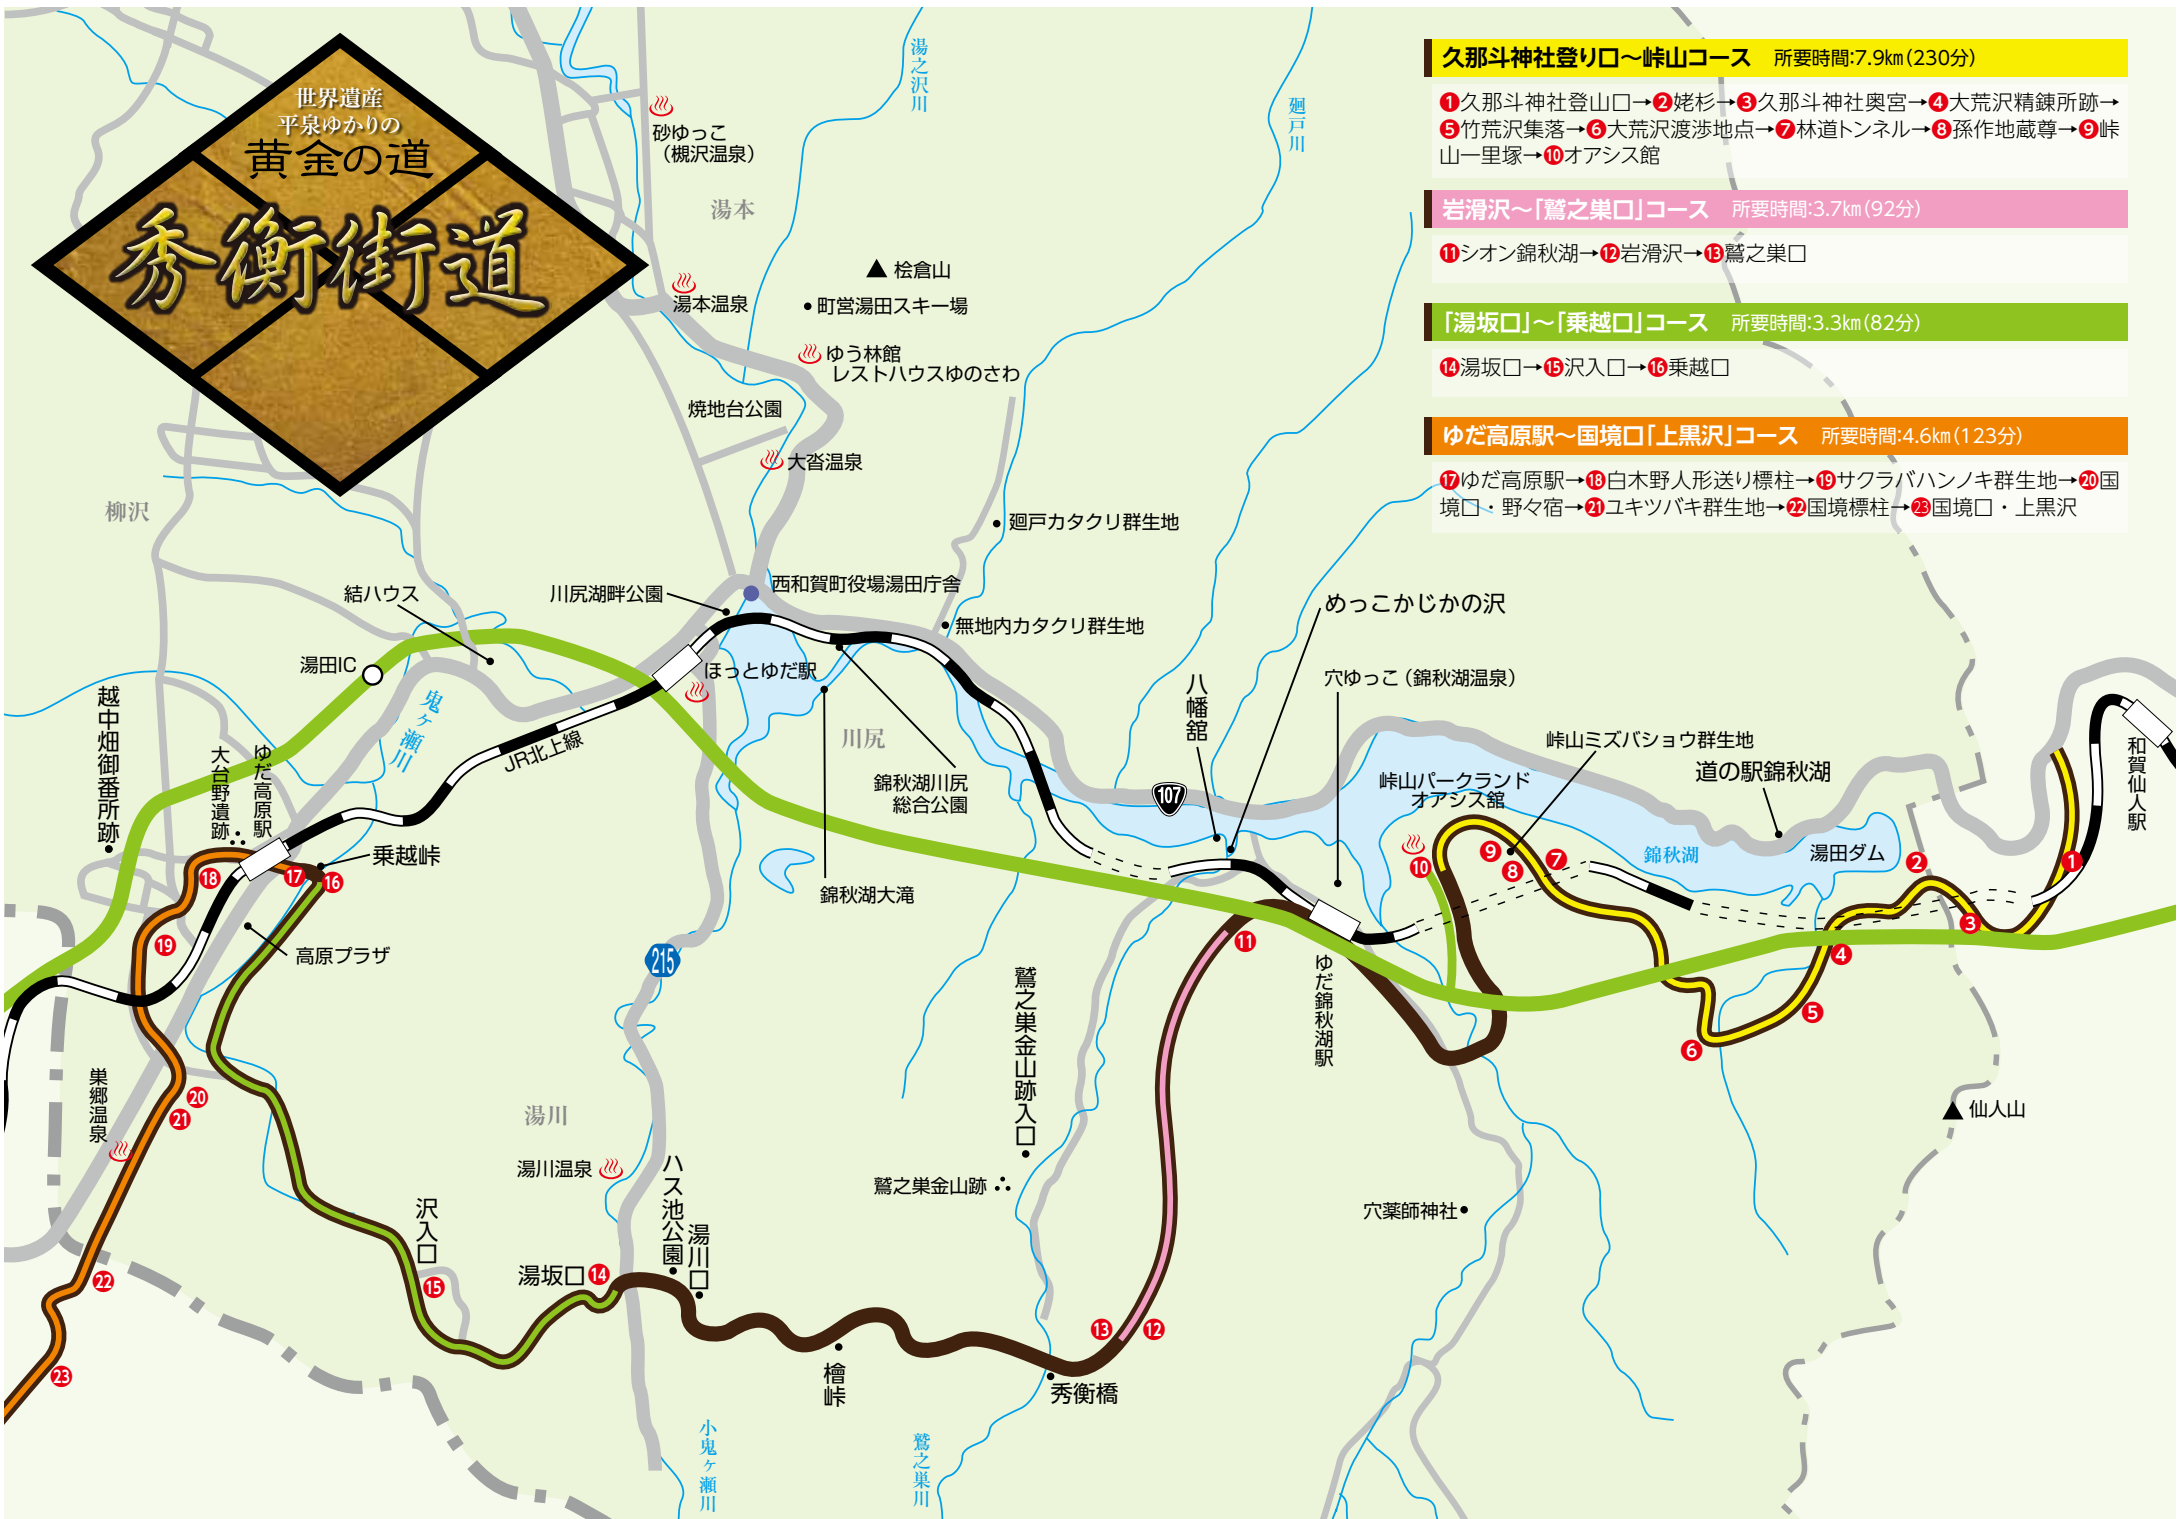 世界遺産
平泉ゆかりの
黄金の道
秀衡街道
久那斗神社登り口～峠山コース 所要時間:7.9㎞(230分)
❶久那斗神社登山口→❷姥杉→❸久那斗神社奥宮→❹大荒沢精錬所跡→
❺竹荒沢集落→❻大荒沢渡渉地点→❼林道トンネル→❽孫作地蔵尊→❾峠
山一里塚→❿オアシス館
岩滑沢～「鷲之巣口」コース 所要時間:3.7㎞(92分)
⓫シオン錦秋湖→⓬岩滑沢→⓭鷲之巣口
「湯坂口」～「乗越口」コース 所要時間:3.3㎞(82分)
⓮湯坂口→⓯沢入口→⓰乗越口
ゆだ高原駅～国境口「上黒沢」コース 所要時間:4.6㎞(123分)
⓱ゆだ高原駅→⓲白木野人形送り標柱→⓳サクラバハンノキ群生地→⓴国
境口・野々宿→㉑ユキツバキ群生地→㉒国境標柱→㉓国境口・上黒沢
湯之沢川
廻戸川
砂ゆっこ
（槻沢温泉）
湯本
桧倉山
湯本温泉
町営湯田スキー場
ゆう林館
レストハウスゆのさわ
焼地台公園
大沓温泉
柳沢
廻戸カタクリ群生地
結ハウス
川尻湖畔公園
西和賀町役場湯田庁舎
めっこかじかの沢
無地内カタクリ群生地
湯田IC
ほっとゆだ駅
穴ゆっこ（錦秋湖温泉）
八幡舘
越中畑御番所跡
鬼ヶ瀬川
大台野遺跡
ゆだ高原駅
JR北上線
川尻
錦秋湖川尻
総合公園
107
峠山ミズバショウ群生地
峠山パークランド
オアシス舘
道の駅錦秋湖
和賀仙人駅
乗越峠
錦秋湖
湯田ダム
錦秋湖大滝
❶
❷
❸
❹
❺
❻
❼
❽
❾
❿
⓫
⓬
⓭
⓮
⓯
⓰
⓱
⓲
⓳
⓴
㉑
㉒
㉓
高原プラザ
215
鷲之巣金山跡入口
ゆだ錦秋湖駅
巣郷温泉
湯川
仙人山
湯川温泉
ハス池公園
湯川口
鷲之巣金山跡
穴薬師神社
沢入口
湯坂口
檜峠
秀衡橋
小鬼ヶ瀬川
鷲之巣川